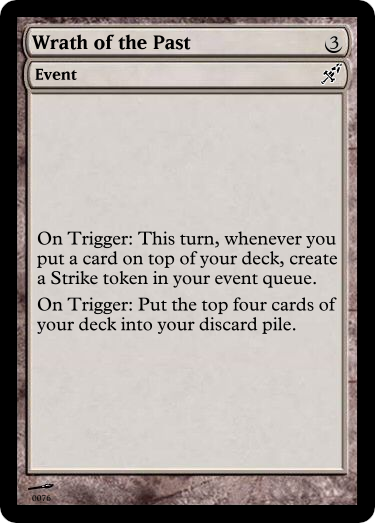 Wrath of the Past 3
Event
On Trigger: This turn, whenever you
put a card on top of your deck, create
a Strike token in your event queue.
On Trigger: Put the top four cards of
your deck into your discard pile.
0076